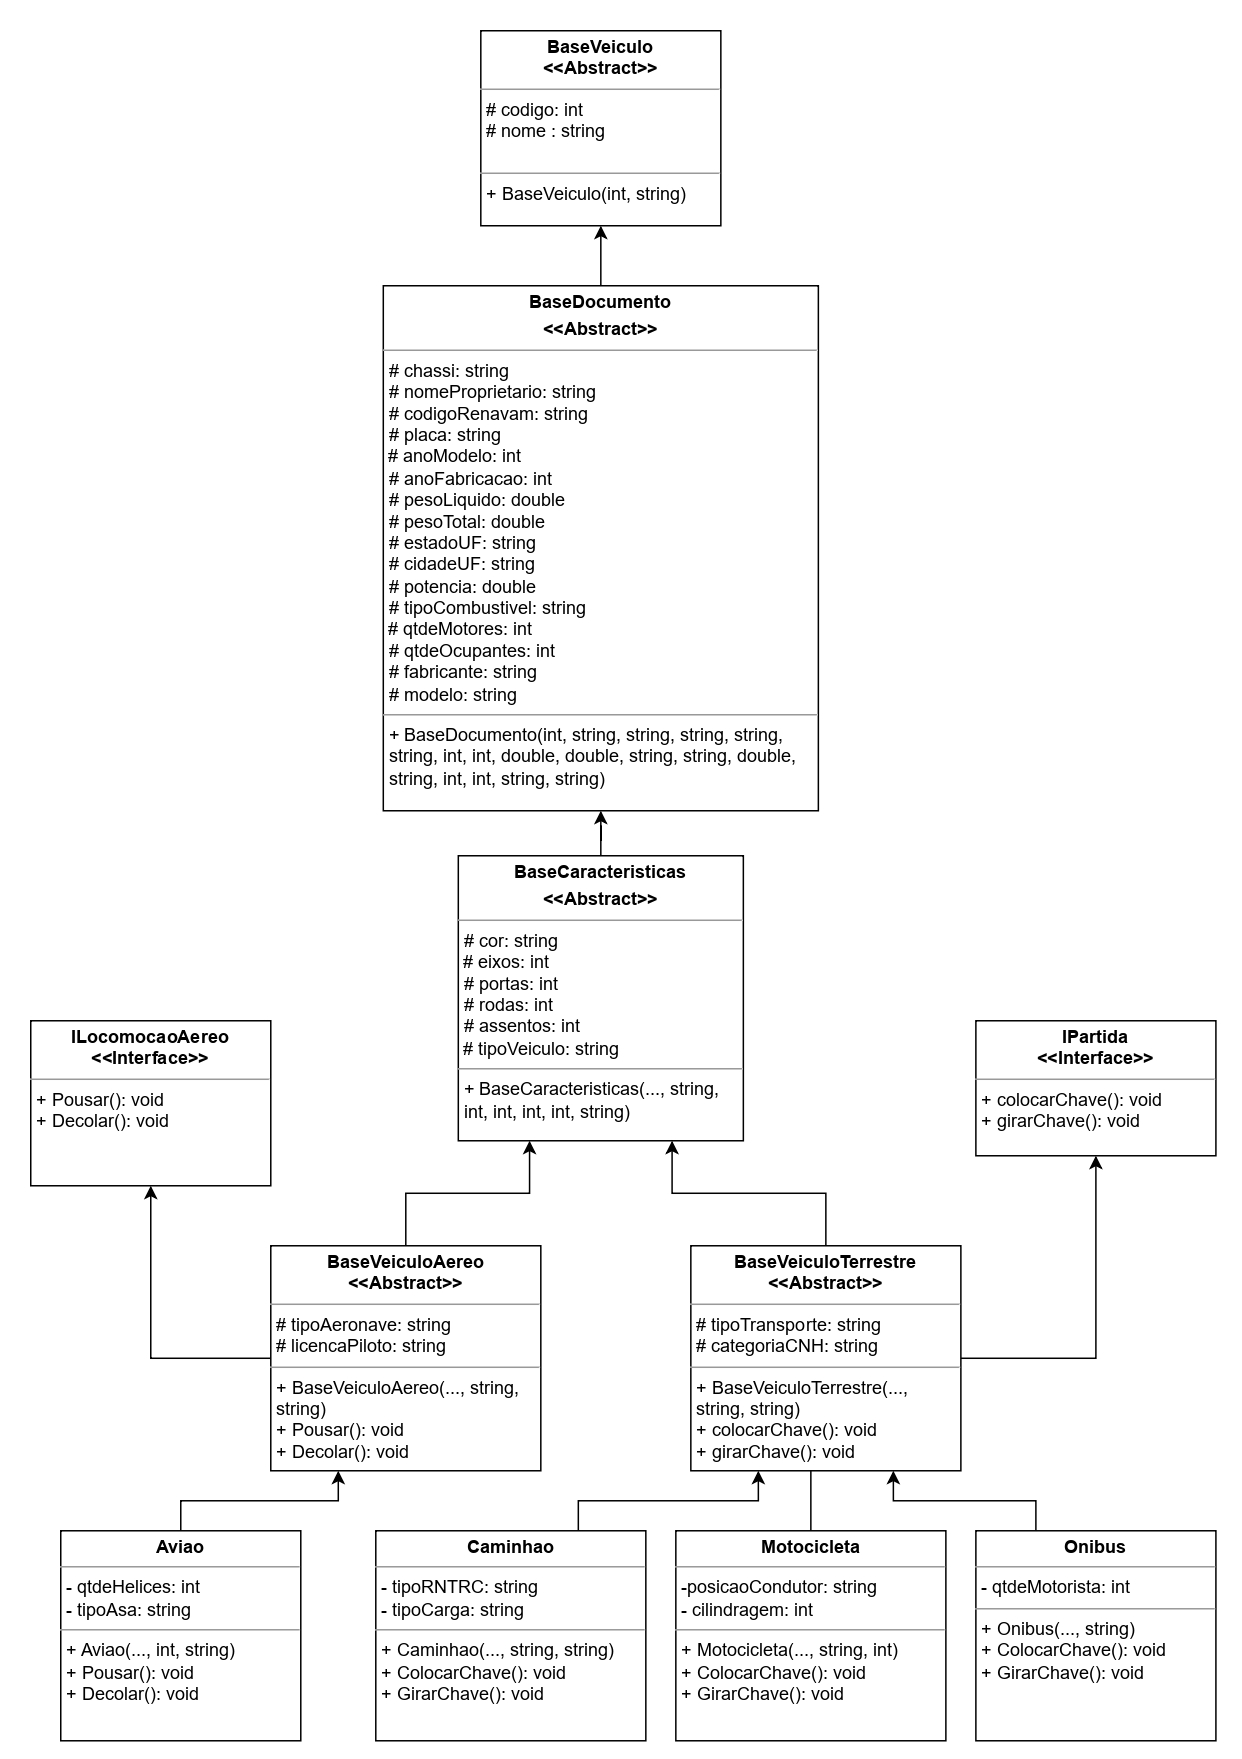 BaseVeiculo
<<Abstract>>
# codigo: int
# nome : string
+ BaseVeiculo(int, string)
BaseDocumento
<<Abstract>>
# chassi: string
# nomeProprietario: string
# codigoRenavam: string
# placa: string
# anoModelo: int
# anoFabricacao: int
# pesoLiquido: double
# pesoTotal: double
# estadoUF: string
# cidadeUF: string
# potencia: double
# tipoCombustivel: string
# qtdeMotores: int
# qtdeOcupantes: int
# fabricante: string
# modelo: string
+ BaseDocumento(int, string, string, string, string,
string, int, int, double, double, string, string, double,
string, int, int, string, string)
BaseCaracteristicas
<<Abstract>>
# cor: string
# eixos: int
# portas: int
# rodas: int
# assentos: int
# tipoVeiculo: string
+ BaseCaracteristicas(..., string,
int, int, int, int, string)
ILocomocaoAereo
<<Interface>>
+ Pousar(): void
+ Decolar(): void
IPartida
<<Interface>>
+ colocarChave(): void
+ girarChave(): void
BaseVeiculoAereo
<<Abstract>>
# tipoAeronave: string
# licencaPiloto: string
+ BaseVeiculoAereo(..., string,
string)
+ Pousar(): void
+ Decolar(): void
BaseVeiculoTerrestre
<<Abstract>>
# tipoTransporte: string
# categoriaCNH: string
+ BaseVeiculoTerrestre(...,
string, string)
+ colocarChave(): void
+ girarChave(): void
Aviao
- qtdeHelices: int
- tipoAsa: string
+ Aviao(..., int, string)
+ Pousar(): void
+ Decolar(): void
Caminhao
- tipoRNTRC: string
- tipoCarga: string
+ Caminhao(..., string, string)
+ ColocarChave(): void
+ GirarChave(): void
Motocicleta
-posicaoCondutor: string
- cilindragem: int
+ Motocicleta(..., string, int)
+ ColocarChave(): void
+ GirarChave(): void
Onibus
- qtdeMotorista: int
+ Onibus(..., string)
+ ColocarChave(): void
+ GirarChave(): void